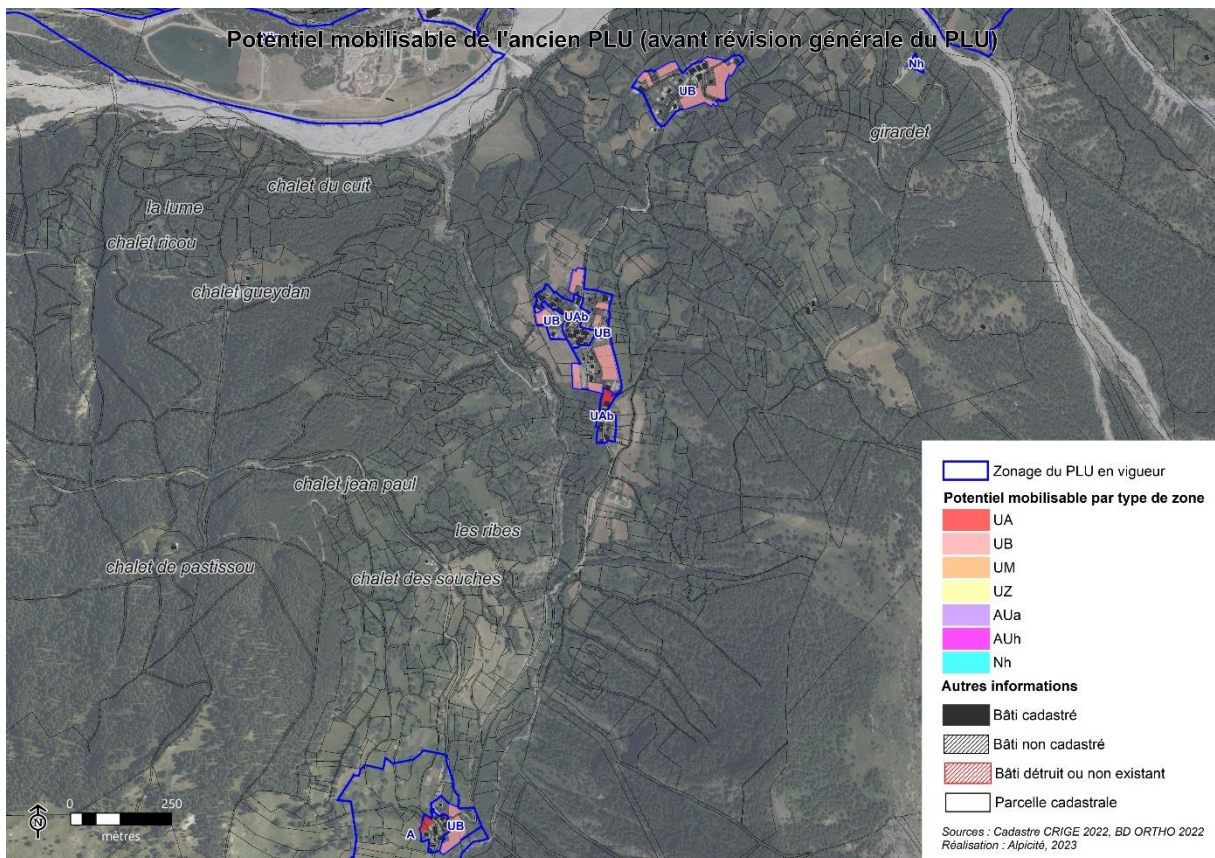 Potentiel mobilisable de l'ancien PLU (avant révision générale du PLU)
Nh
UB
girardet
chalet du cuit
la lume
chalet ricou
chalet gueydan
UB
UAb
UB
UAb
chalet jean paul
les ribes
chalet de pastissou
chalet des souches
A
UB
0
250
mètres
N
Zonage du PLU en vigueur
Potentiel mobilisable par type de zone
UA
UB
UM
UZ
AUa
AUh
Nh
Autres informations
Bâti cadastré
Bâti non cadastré
Bâti détruit ou non existant
Parcelle cadastrale
Sources : Cadastre CRIGE 2022, BD ORTHO 2022
Réalisation : Alpicité, 2023